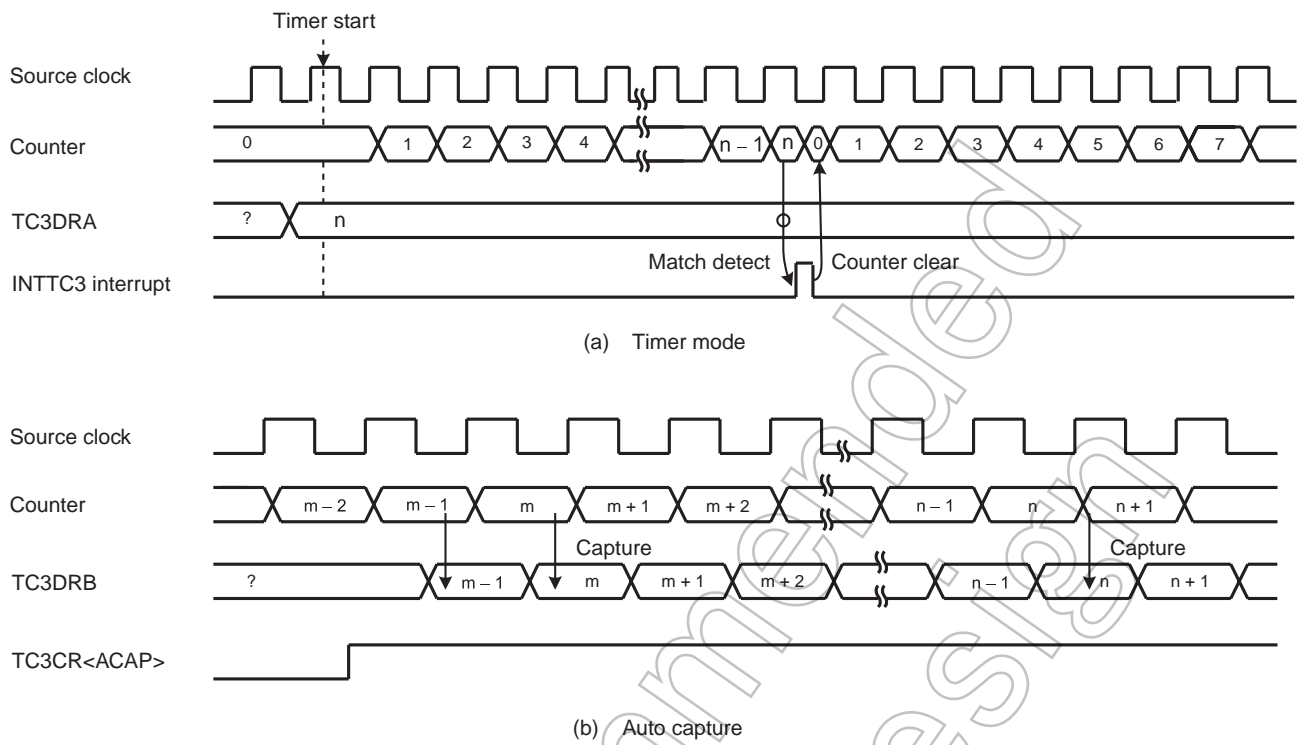 Timer start
Source clock
Counter
0 1 2 3 4 n – 1 n 0 1 2 3 4 5 6 7
TC3DRA
? n
Match detect Counter clear
INTTC3 interrupt
(a) Timer mode
Source clock
Counter
m – 2 m – 1 m m + 1 m + 2 n – 1 n n + 1
Capture Capture
TC3DRB
? m – 1 m m + 1 m + 2 n – 1 n n + 1
TC3CR<ACAP>
(b) Auto capture